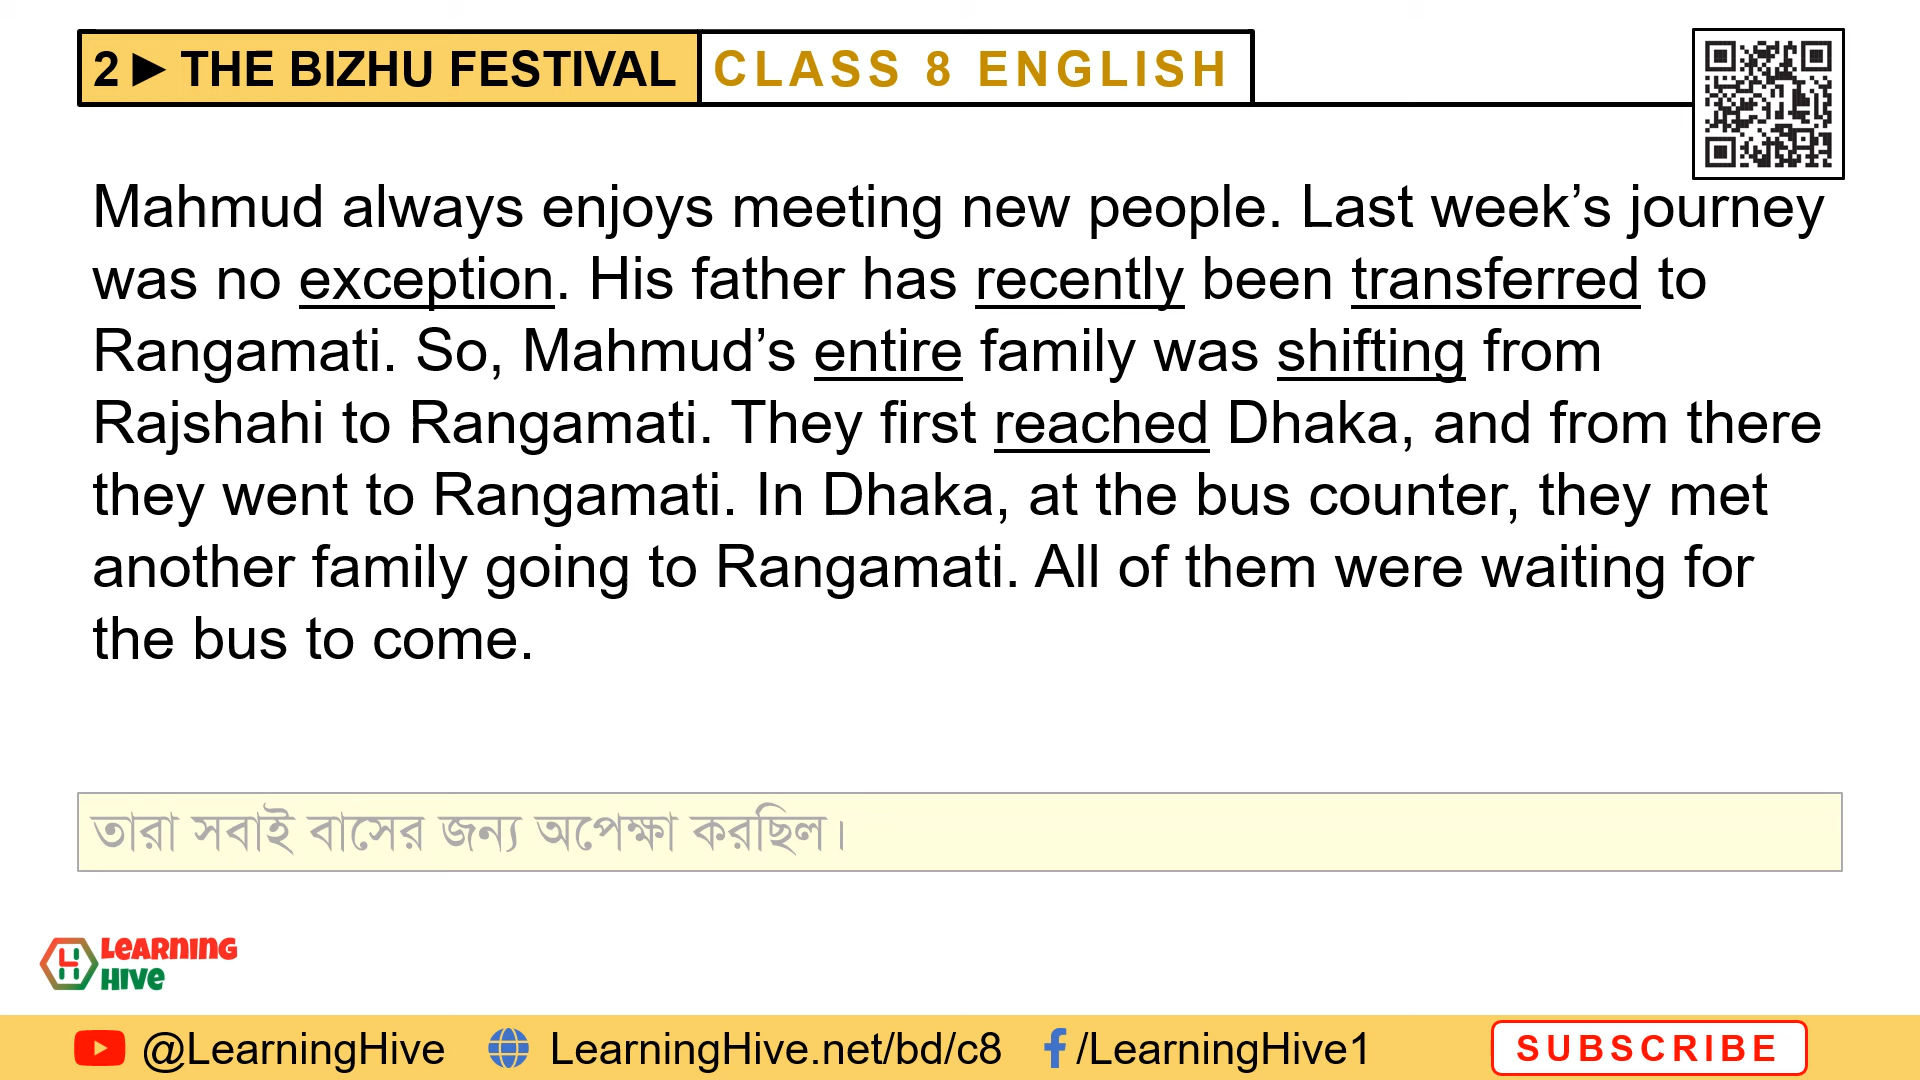 2 ► THE BIZHU FESTIVAL CLASS 8 ENGLISH
Mahmud always enjoys meeting new people. Last week’s journey
was no exception. His father has recently been transferred to
Rangamati. So, Mahmud’s entire family was shifting from
Rajshahi to Rangamati. They first reached Dhaka, and from there
they went to Rangamati. In Dhaka, at the bus counter, they met
another family going to Rangamati. All of them were waiting for
the bus to come.
তারা সবাই বাসের জন্য অপেক্ষা করছিল।
LEARNING
HIVE
@LearningHive LearningHive.net/bd/c8 /LearningHive1 SUBSCRIBE